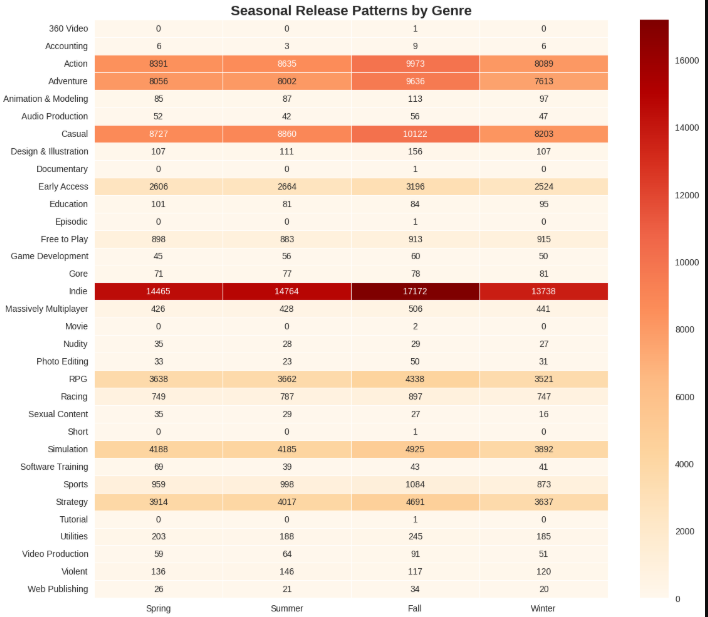 Seasonal Release Patterns by Genre
360 Video 0 0 1 0
Accounting 6 3 9 6
Action 8391 8635 9973 8089
Adventure 8056 8002 9636 7613
Animation & Modeling 85 87 113 97
Audio Production 52 42 56 47
Casual 8727 8860 10122 8203
Design & Illustration 107 111 156 107
Documentary 0 0 1 0
Early Access 2606 2664 3196 2524
Education 101 81 84 95
Episodic 0 0 1 0
Free to Play 898 883 913 915
Game Development 45 56 60 50
Gore 71 77 78 81
Indie 14465 14764 17172 13738
Massively Multiplayer 426 428 506 441
Movie 0 0 2 0
Nudity 35 28 29 27
Photo Editing 33 23 50 31
RPG 3638 3662 4338 3521
Racing 749 787 897 747
Sexual Content 35 29 27 16
Short 0 0 1 0
Simulation 4188 4185 4925 3892
Software Training 69 39 43 41
Sports 959 998 1084 873
Strategy 3914 4017 4691 3637
Tutorial 0 0 1 0
Utilities 203 188 245 185
Video Production 59 64 91 51
Violent 136 146 117 120
Web Publishing 26 21 34 20
Spring Summer Fall Winter
16000
14000
12000
10000
8000
6000
4000
2000
0